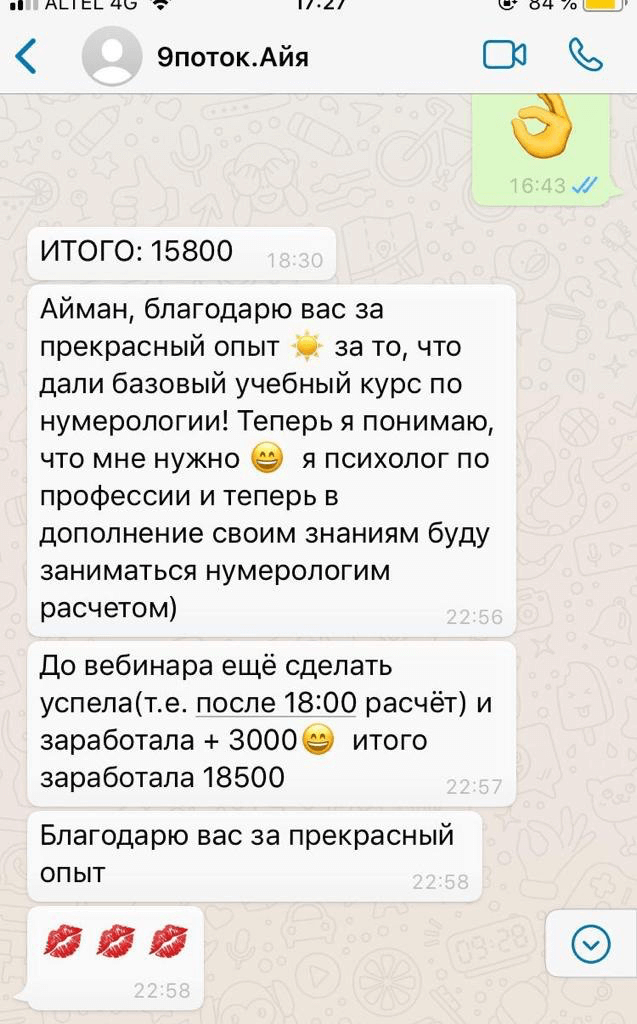 ALTEL 4G 17:27 84 %
9поток.Айя
16:43
ИТОГО: 15800
18:30
Айман, благодарю вас за
прекрасный опыт ☀️ за то, что
дали базовый учебный курс по
нумерологии! Теперь я понимаю,
что мне нужно 😄 я психолог по
профессии и теперь в
дополнение своим знаниям буду
заниматься нумерологим
расчетом)
22:56
До вебинара ещё сделать
успела(т.е. после 18:00 расчёт) и
заработала + 3000😄 итого
заработала 18500
22:57
Благодарю вас за прекрасный
опыт
22:58
💋 💋 💋
22:58